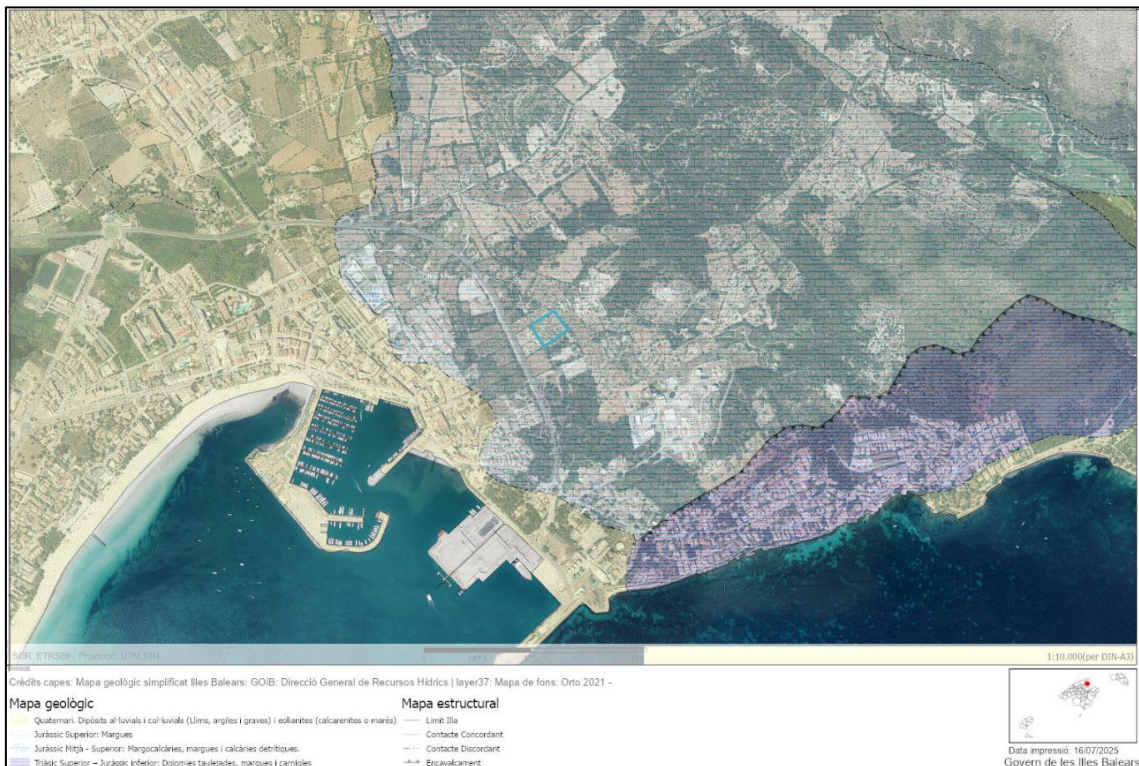 SCR: ETRS89 - Projecció: UTM 31N
1:10.000(per DIN-A3)
Crèdits capes: Mapa geològic simplificat Illes Balears: GOIB: Direcció General de Recursos Hídrics | layer37: Mapa de fons: Orto 2021 -
Mapa geològic
Quaternari. Dipòsits al·luvials i col·luvials (Llims, argiles i graves) i eolianites (calcarenites o marès)
Juràssic Superior: Margues
Juràssic Mitjà - Superior: Margocalcàries, margues i calcàries detrítiques.
Triàsic Superior – Juràssic Inferior: Dolomies tauletades, margues i carnioles
Mapa estructural
Limit Illa
Contacte Concordant
Contacte Discordant
Encavalcament
Data impressió: 16/07/2025
Govern de les Illes Balears